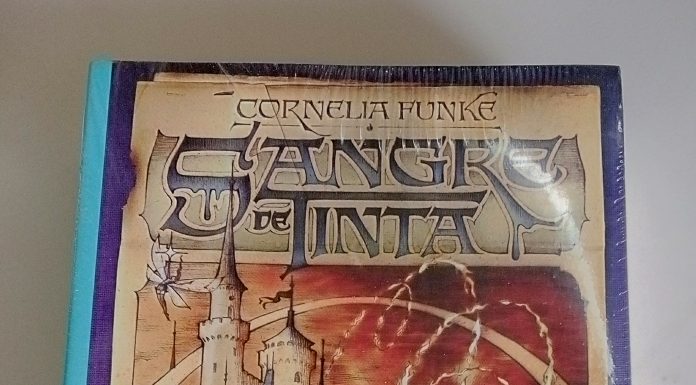 CORNELIA FUNKE
SANGRE
DE TINTA